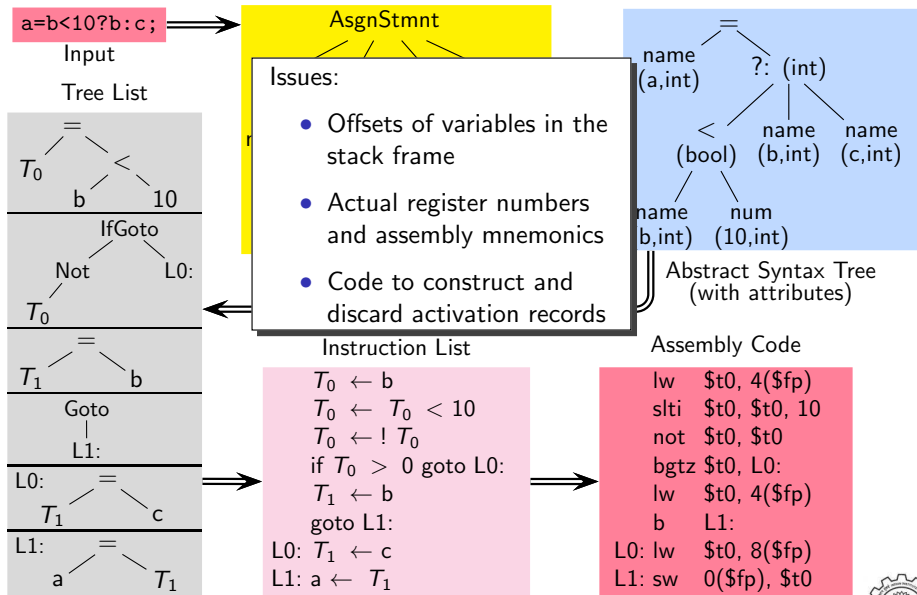 a=b<10?b:c;
Input
AsgnStmnt
=
name
(a,int)
?: (int)
<
(bool)
name
(b,int)
name
(c,int)
name
b,int)
num
(10,int)
Abstract Syntax Tree
(with attributes)
Issues:
• Offsets of variables in the
stack frame
• Actual register numbers
and assembly mnemonics
• Code to construct and
discard activation records
Tree List
=
T₀
<
b 10
IfGoto
Not L0:
T₀
=
T₁ b
Goto
L1:
L0: =
T₁ c
L1: =
a T₁
Instruction List
T₀ ← b
T₀ ← T₀ < 10
T₀ ← ! T₀
if T₀ > 0 goto L0:
T₁ ← b
goto L1:
L0: T₁ ← c
L1: a ← T₁
Assembly Code
lw $t0, 4($fp)
slti $t0, $t0, 10
not $t0, $t0
bgtz $t0, L0:
lw $t0, 4($fp)
b L1:
L0: lw $t0, 8($fp)
L1: sw 0($fp), $t0